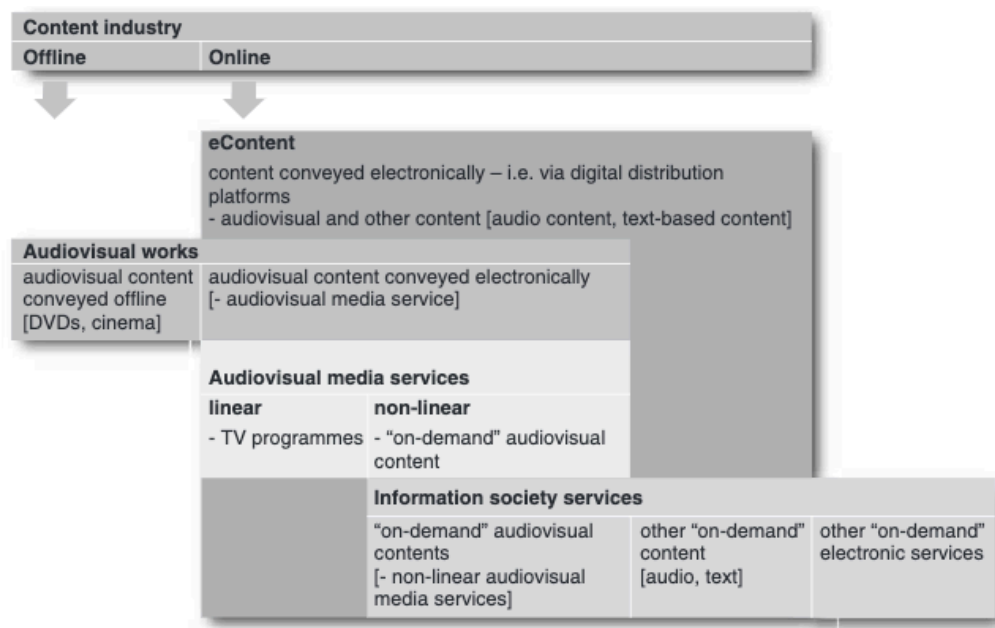 Content industry
Offline
Online
eContent
content conveyed electronically – i.e. via digital distribution
platforms
- audiovisual and other content [audio content, text-based content]
Audiovisual works
audiovisual content
conveyed offline
[DVDs, cinema]
audiovisual content conveyed electronically
[- audiovisual media service]
Audiovisual media services
linear
- TV programmes
non-linear
- “on-demand” audiovisual
content
Information society services
“on-demand” audiovisual
contents
[- non-linear audiovisual
media services]
other “on-demand”
content
[audio, text]
other “on-demand”
electronic services